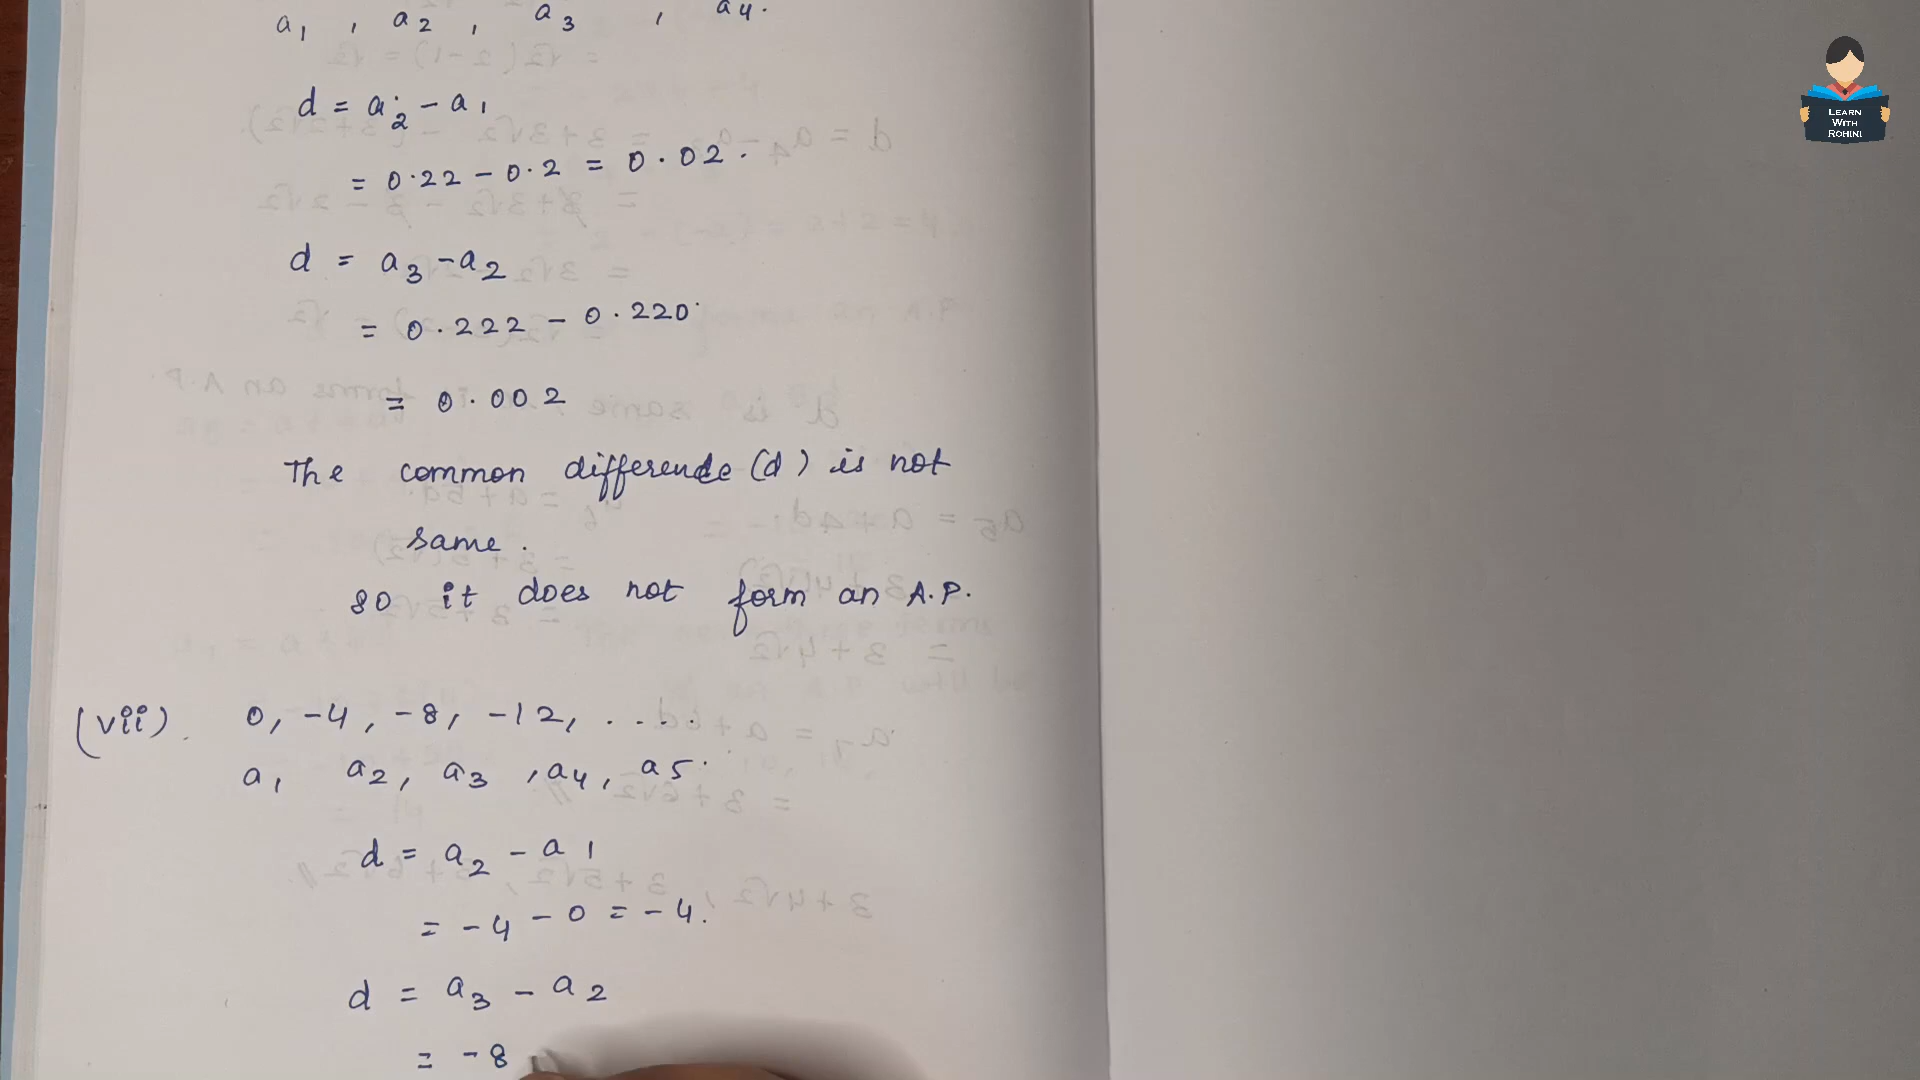 a1 , a2 , a3 , a4.
d = a2 - a1
= 0.22 - 0.2 = 0.02.
d = a3 - a2
= 0.222 - 0.220
= 0.002
The common difference (d) is not
same.
so it does not form an A.P.
(vii). 0, -4, -8, -12, ....
a1 a2, a3 , a4, a5.
d = a2 - a1
= -4 - 0 = -4.
d = a3 - a2
= -8
LEARN
WITH
ROHINI